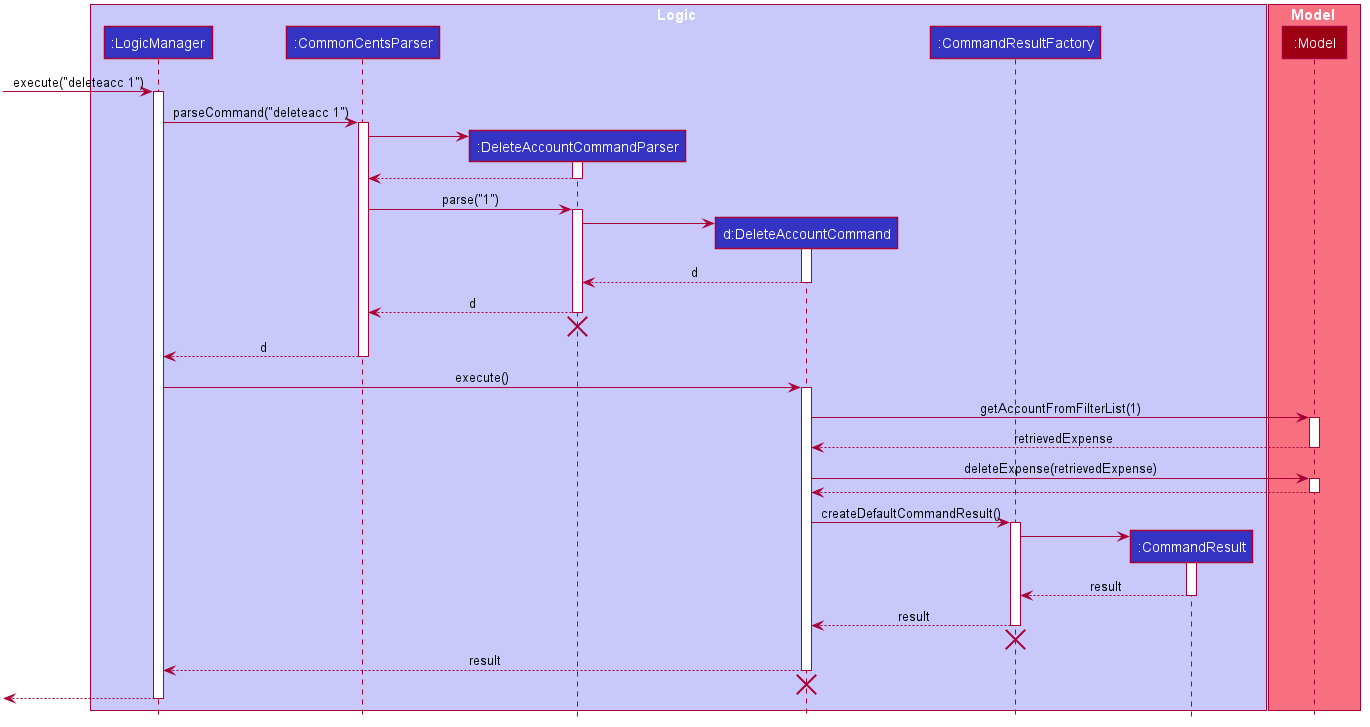 Logic
Model
:LogicManager
:CommonCentsParser
:CommandResultFactory
:Model
execute("deleteacc 1")
parseCommand("deleteacc 1")
:DeleteAccountCommandParser
parse("1")
d:DeleteAccountCommand
d
d
d
execute()
getAccountFromFilterList(1)
retrievedExpense
deleteExpense(retrievedExpense)
createDefaultCommandResult()
:CommandResult
result
result
result